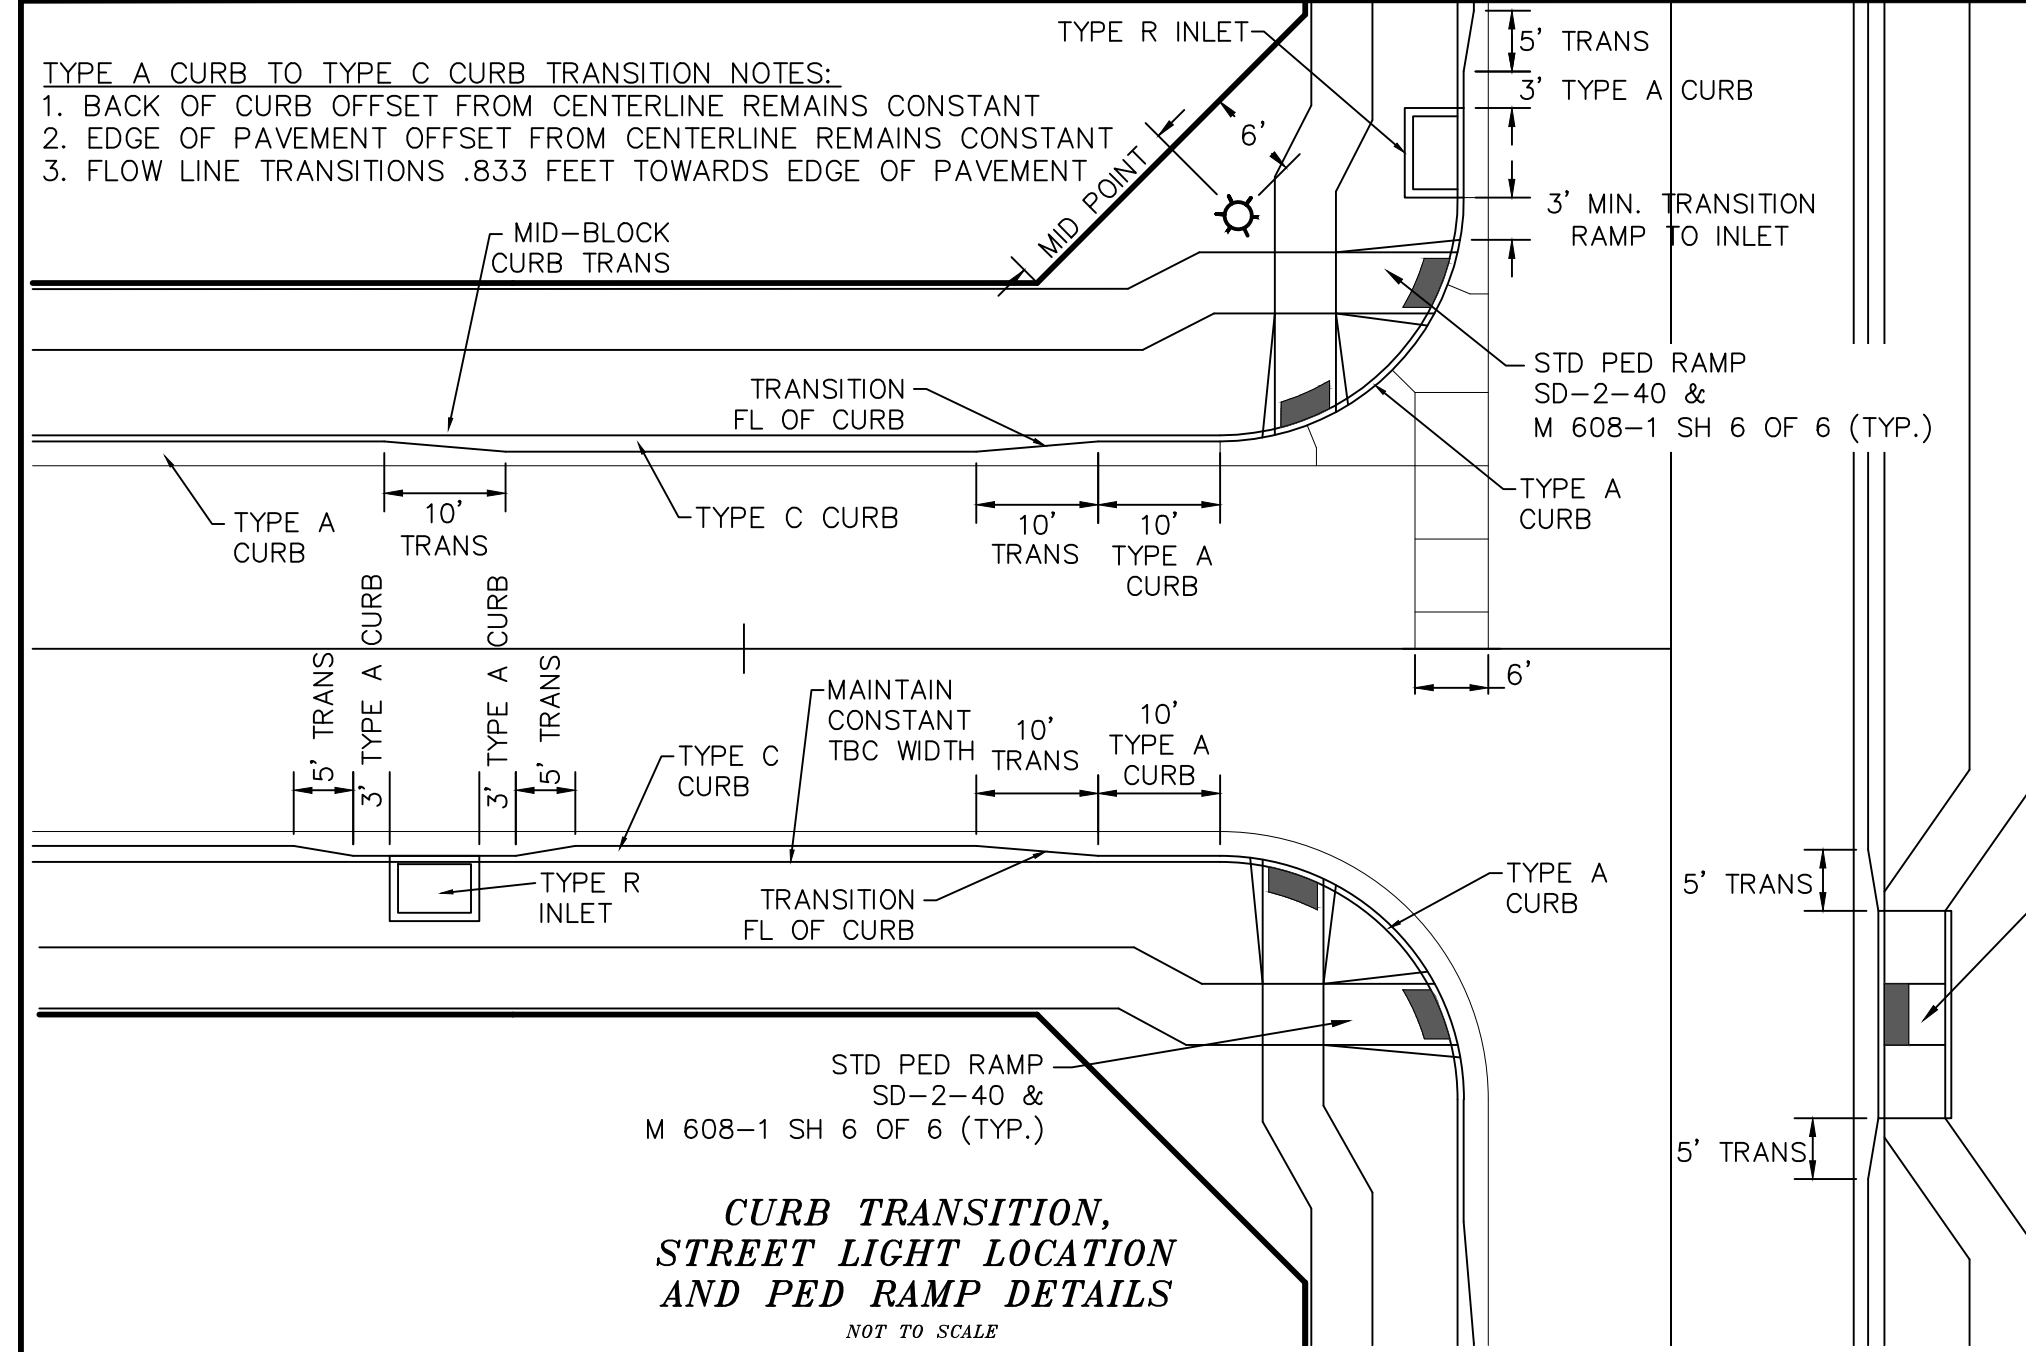 TYPE A CURB TO TYPE C CURB TRANSITION NOTES:
1. BACK OF CURB OFFSET FROM CENTERLINE REMAINS CONSTANT
2. EDGE OF PAVEMENT OFFSET FROM CENTERLINE REMAINS CONSTANT
3. FLOW LINE TRANSITIONS .833 FEET TOWARDS EDGE OF PAVEMENT
TYPE R INLET
5' TRANS
3' TYPE A CURB
6'
MID POINT
3' MIN. TRANSITION
RAMP TO INLET
MID-BLOCK
CURB TRANS
STD PED RAMP
SD-2-40 &
M 608-1 SH 6 OF 6 (TYP.)
TRANSITION
FL OF CURB
TYPE A
CURB
10'
TRANS
TYPE C CURB
10'
TRANS
10'
TYPE A
CURB
TYPE A
CURB
5' TRANS
3' TYPE A CURB
3' TYPE A CURB
5' TRANS
6'
MAINTAIN
CONSTANT
TBC WIDTH
10'
TRANS
10'
TYPE A
CURB
TYPE C
CURB
TYPE R
INLET
TRANSITION
FL OF CURB
TYPE A
CURB
5' TRANS
STD PED RAMP
SD-2-40 &
M 608-1 SH 6 OF 6 (TYP.)
5' TRANS
CURB TRANSITION,
STREET LIGHT LOCATION
AND PED RAMP DETAILS
NOT TO SCALE